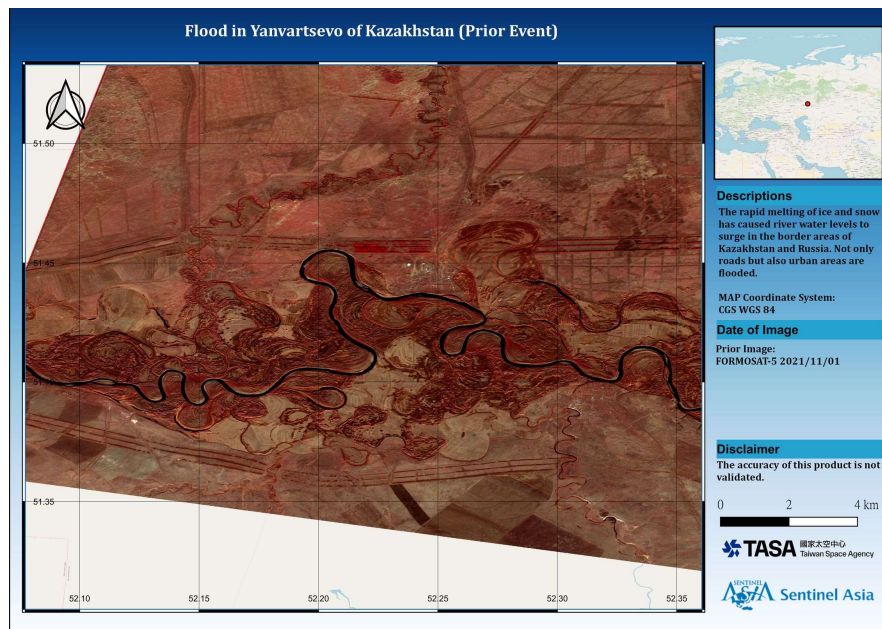 Flood in Yanvartsevo of Kazakhstan (Prior Event)
51.50
51.45
51.35
52.10
52.15
52.20
52.25
52.30
52.35
Descriptions
The rapid melting of ice and snow
has caused river water levels to
surge in the border areas of
Kazakhstan and Russia. Not only
roads but also urban areas are
flooded.
MAP Coordinate System:
CGS WGS 84
Date of Image
Prior Image:
FORMOSAT-5 2021/11/01
Disclaimer
The accuracy of this product is not
validated.
0 2 4 km
TASA 國家太空中心
Taiwan Space Agency
SENTINEL
ASIA Sentinel Asia